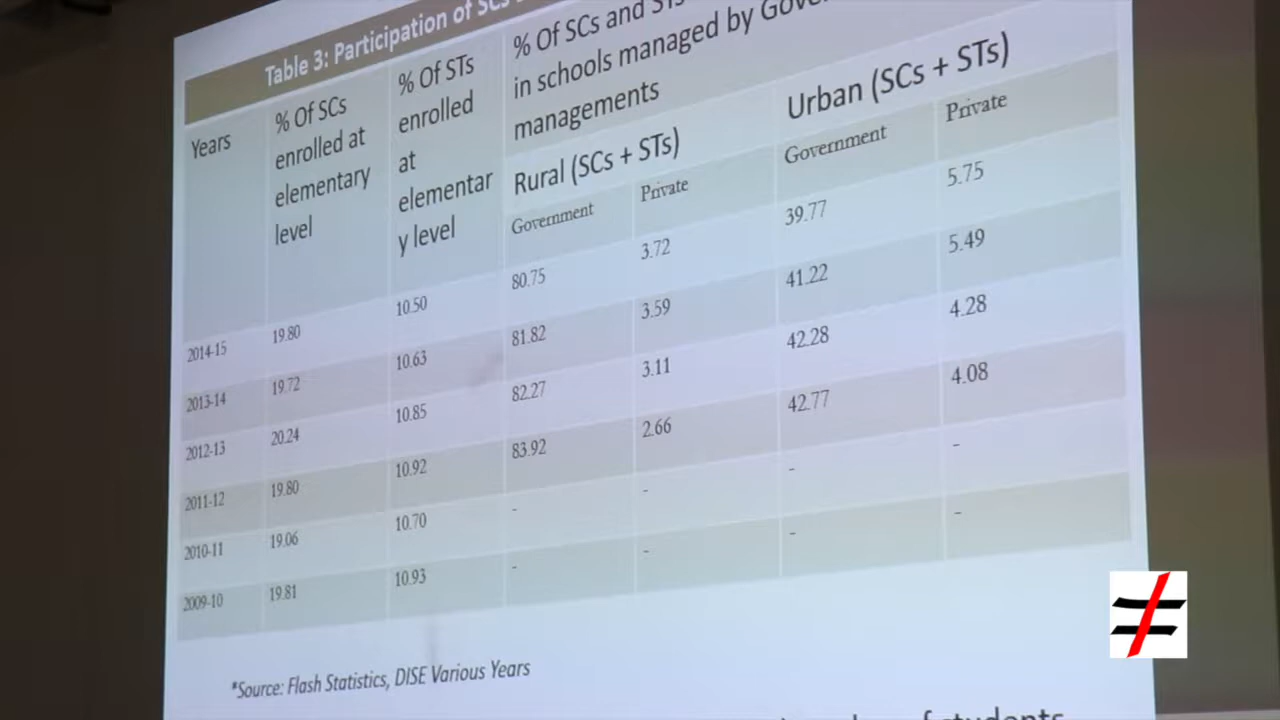 Table 3: Participation of SCs
Years
% Of SCs
enrolled at
elementary
level
% Of STs
enrolled
at
elementar
y level
% Of SCs and STs
in schools managed by
managements
Rural (SCs + STs)
Urban (SCs + STs)
Government Private Government Private
2014-15 19.80 10.50 80.75 3.72 39.77 5.75
2013-14 19.72 10.63 81.82 3.59 41.22 5.49
2012-13 20.24 10.85 82.27 3.11 42.28 4.28
2011-12 19.80 10.92 83.92 2.66 42.77 4.08
2010-11 19.06 10.70 - - - -
2009-10 19.81 10.93 - - - -
*Source: Flash Statistics, DISE Various Years
of students